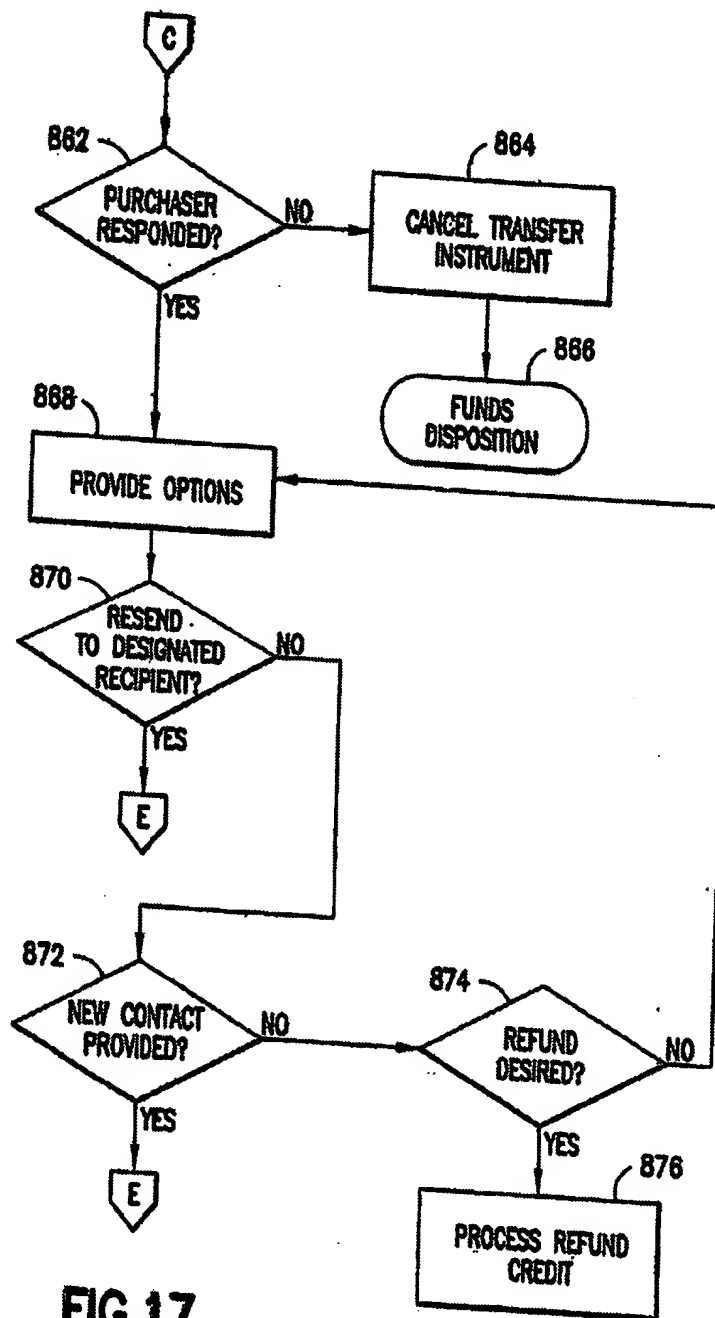 C
862
PURCHASER
RESPONDED?
NO
YES
864
CANCEL TRANSFER
INSTRUMENT
866
FUNDS
DISPOSITION
868
PROVIDE OPTIONS
870
RESEND
TO DESIGNATED
RECIPIENT?
NO
YES
E
872
NEW CONTACT
PROVIDED?
NO
YES
E
874
REFUND
DESIRED?
NO
YES
876
PROCESS REFUND
CREDIT
FIG.17